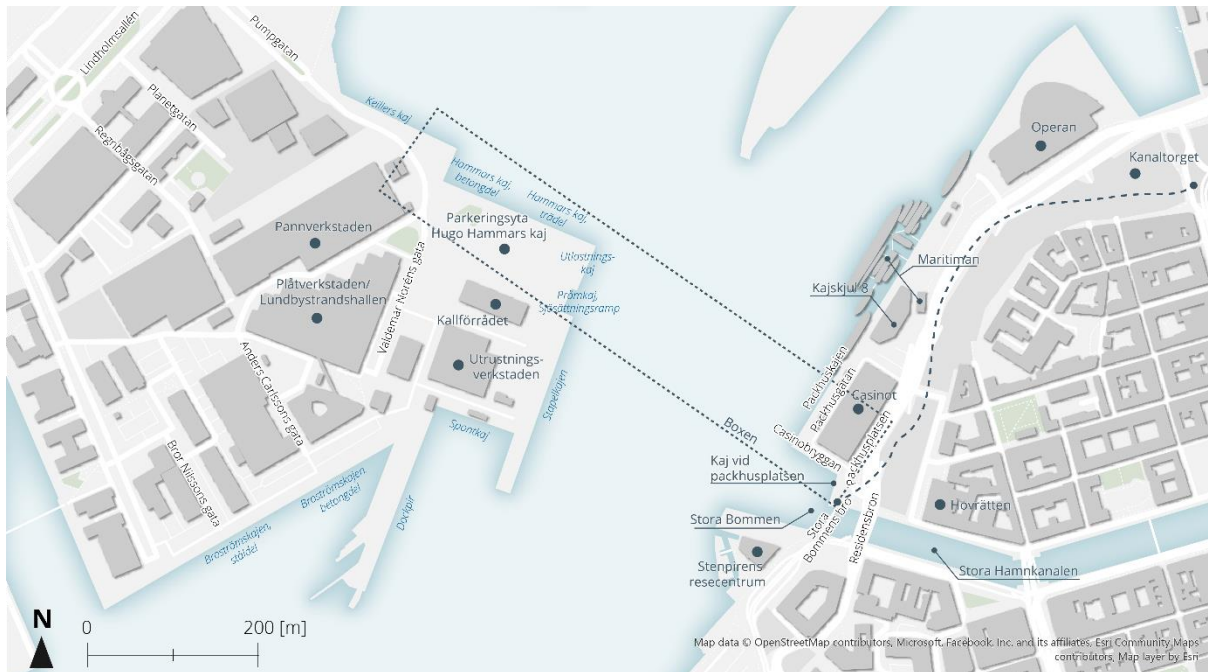 Lindholmsallén
Pumpgatan
Planetgatan
Regnbågsgatan
Keillers kaj
Hammars kaj,
betongdel
Hammars kaj,
trädel
Operan
Kanaltorget
Pannverkstaden
Parkeringsyta
Hugo Hammars kaj
Utlastnings-
kaj
Maritiman
Plåtverkstaden/
Lundbystrandshallen
Valdemar Noréns gata
Kallförrådet
Pråmkaj,
Sjösättningsramp
Kajskjul 8
Utrustnings-
verkstaden
Anders Carlssons gata
Stapelkajen
Packhuskajen
Packhusgatan
Casinot
Packhusplatsen
Sponrkaj
Boxen
Casinobryggan
Bror Nilssons gata
Broströmskajen
betongdel
Broströmskajen,
ståldel
Dockpir
Kaj vid
packhusplatsen
Stora Bommen
Stora
Bommens bro
Residensbron
Hovrätten
Stenpirens
resecentrum
Stora Hamnkanalen
N
0 200 [m]
Map data © OpenStreetMap contributors, Microsoft, Facebook, Inc. and its affiliates, Esri Community Maps
contributors, Map layer by Esri